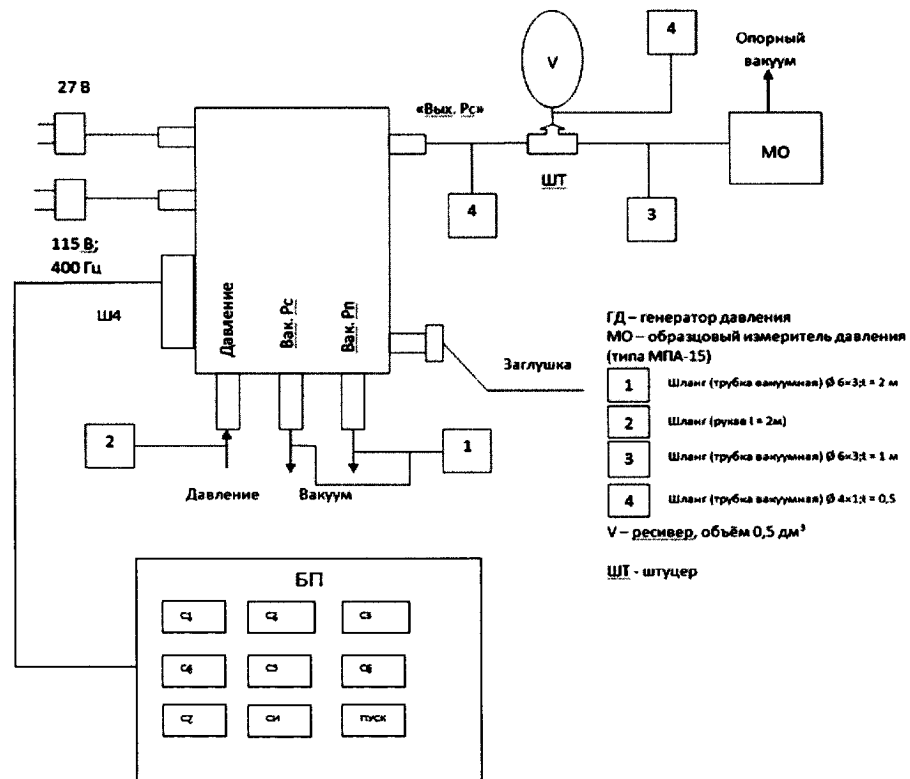 4
V
Опорный
вакуум
27 В
«Вых. Рс»
МО
ШТ
4
3
115 В;
400 Гц
Ш4
Давление
Вак. Рс
Вак. Рп
Заглушка
2
1
Давление
Вакуум
ГД – генератор давления
МО – образцовый измеритель давления
(типа МПА-15)
1 Шланг (трубка вакуумная) Ø 6×3;ℓ = 2 м
2 Шланг (рукав l = 2м)
3 Шланг (трубка вакуумная) Ø 6×3;ℓ = 1 м
4 Шланг (трубка вакуумная) Ø 4×1;ℓ = 0,5
V – ресивер, объём 0,5 дм³
ШТ - штуцер
БП
СИ ПУСК